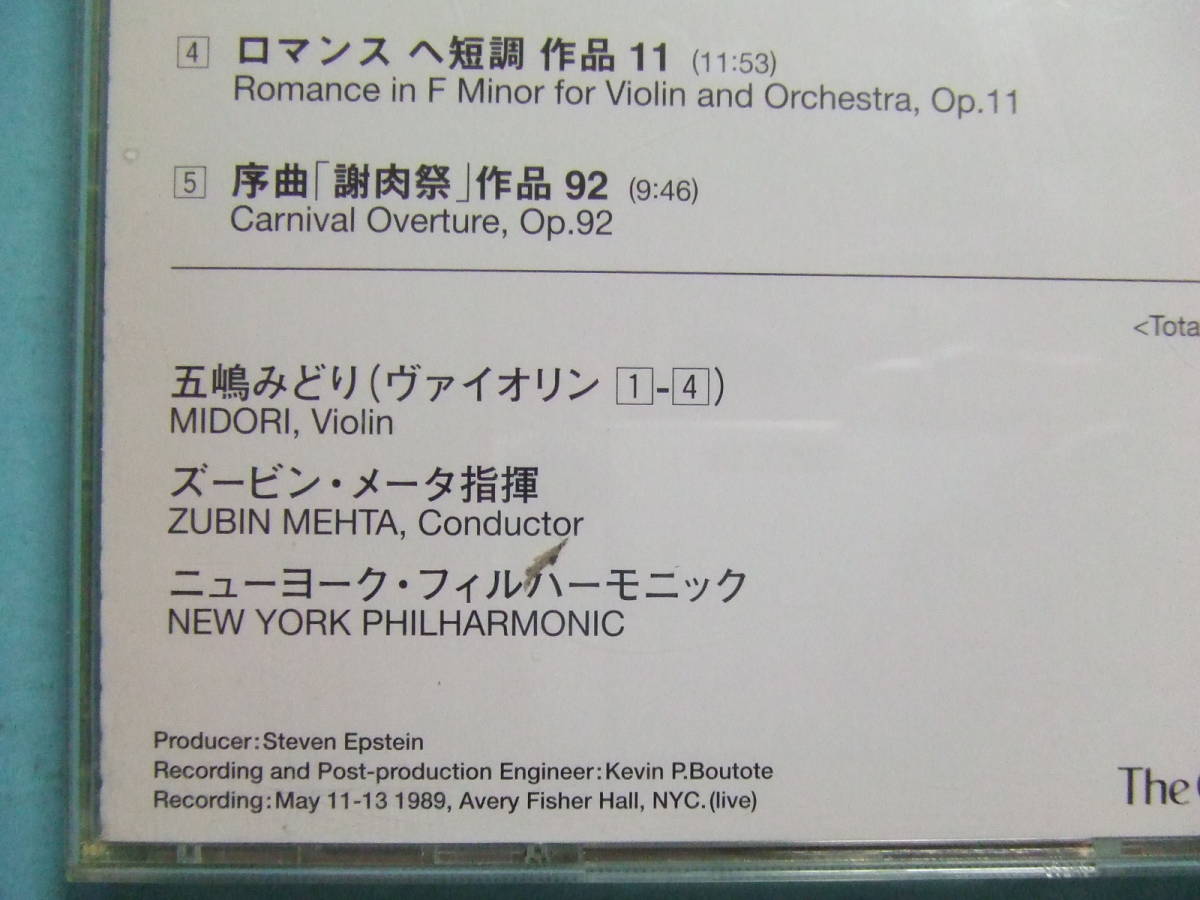 4 ロマンス ヘ短調 作品 11 (11:53)
Romance in F Minor for Violin and Orchestra, Op.11
5 序曲「謝肉祭」作品 92 (9:46)
Carnival Overture, Op.92
<Tota
五嶋みどり(ヴァイオリン 1-4)
MIDORI, Violin
ズービン・メータ指揮
ZUBIN MEHTA, Conductor
ニューヨーク・フィルハーモニック
NEW YORK PHILHARMONIC
Producer:Steven Epstein
Recording and Post-production Engineer:Kevin P.Boutote
Recording:May 11-13 1989, Avery Fisher Hall, NYC.(live)
The